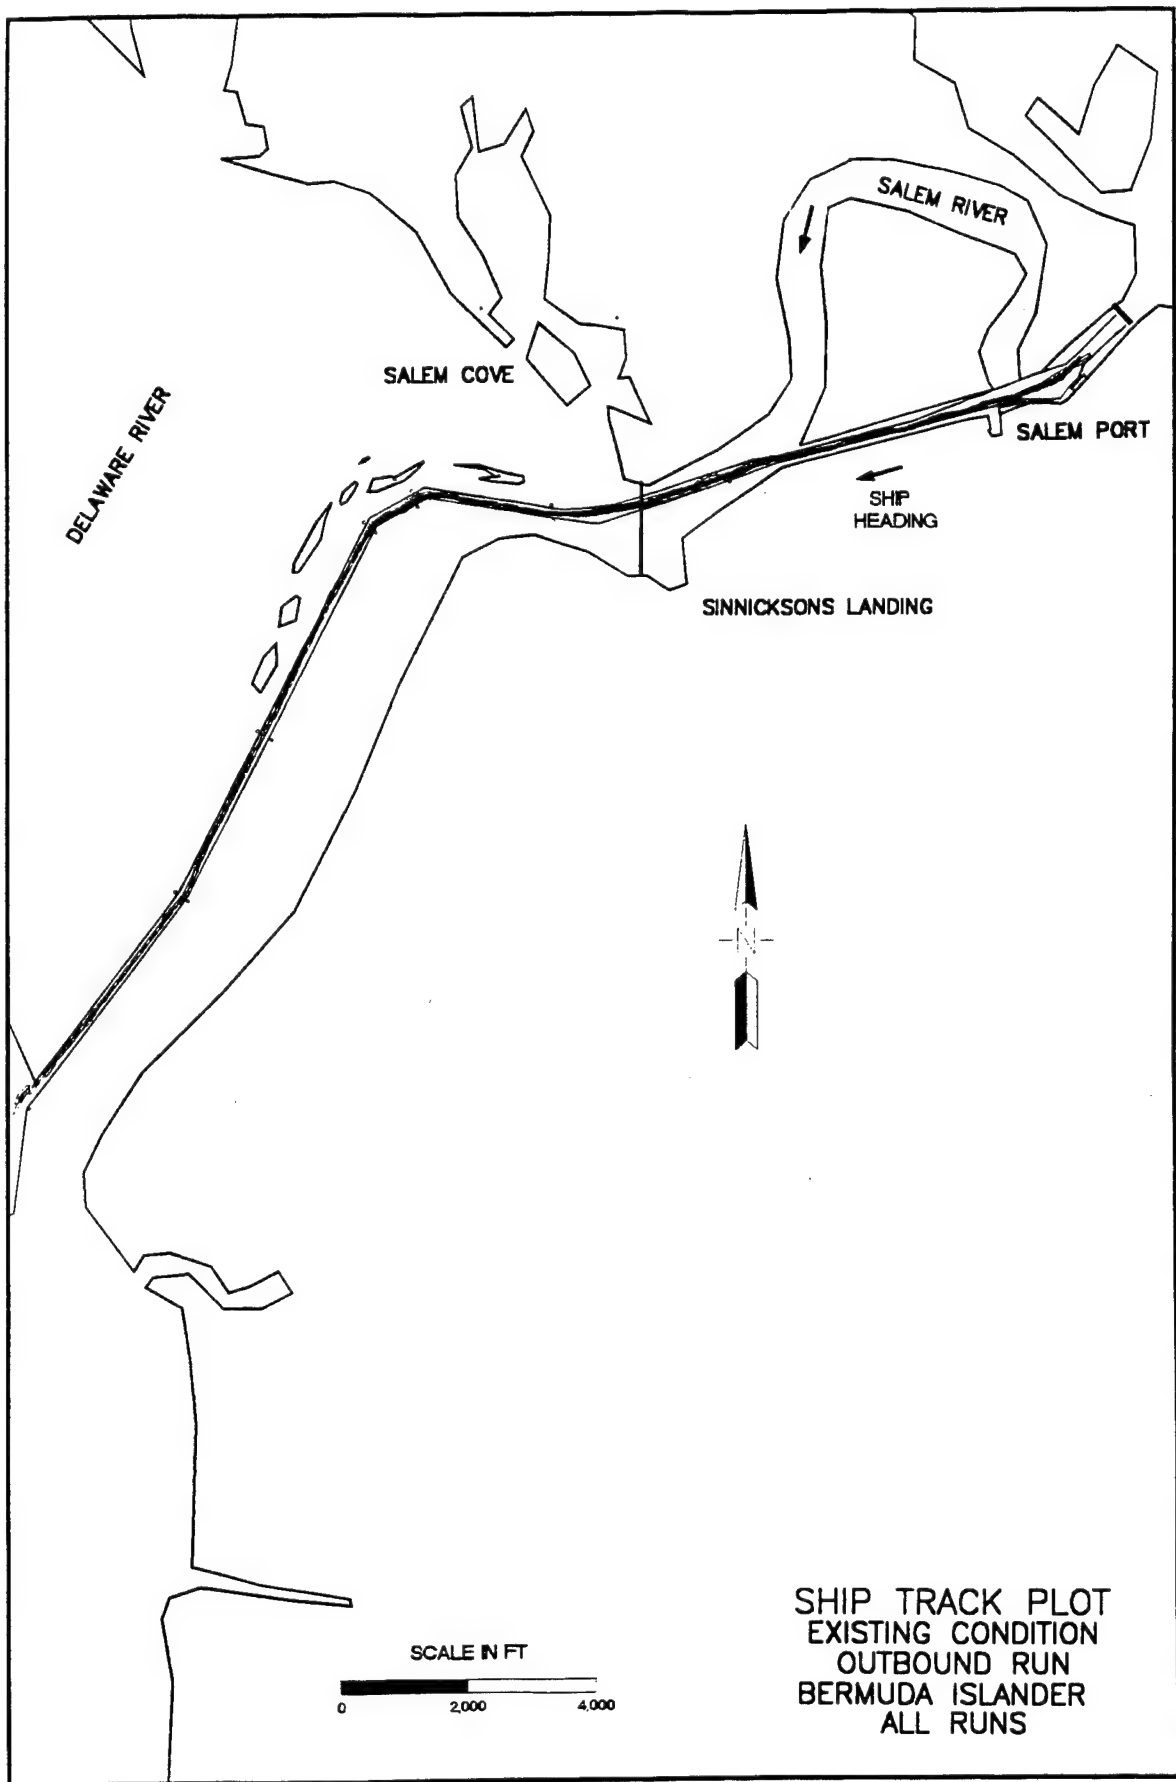 SALEM RIVER
SALEM COVE
DELAWARE RIVER
SALEM PORT
SHIP
HEADING
SINNICKSONS LANDING
N
SCALE IN FT
0 2,000 4,000
SHIP TRACK PLOT
EXISTING CONDITION
OUTBOUND RUN
BERMUDA ISLANDER
ALL RUNS